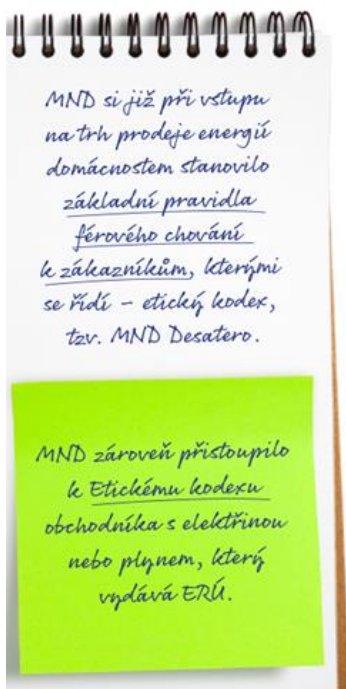 MND si již při vstupu
na trh prodeje energií
domácnostem stanovilo
základní pravidla
férového chování
k zákazníkům, kterými
se řídí – etický kodex,
tzv. MND Desatero.
MND zároveň přistoupilo
k Etickému kodexu
obchodníka s elektřinou
nebo plynem, který
vydává ERÚ.